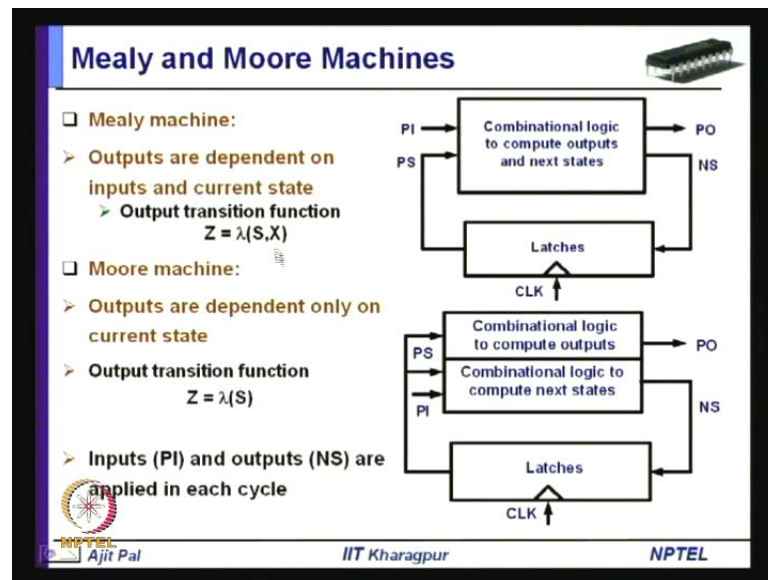 Mealy and Moore Machines
Mealy machine:
Outputs are dependent on
inputs and current state
Output transition function
Z = λ(S,X)
Moore machine:
Outputs are dependent only on
current state
Output transition function
Z = λ(S)
Inputs (PI) and outputs (NS) are
applied in each cycle
PI
PS
Combinational logic
to compute outputs
and next states
PO
NS
Latches
CLK
Combinational logic
to compute outputs
PS
PO
Combinational logic to
compute next states
PI
NS
Latches
CLK
NPTEL
Ajit Pal
IIT Kharagpur
NPTEL